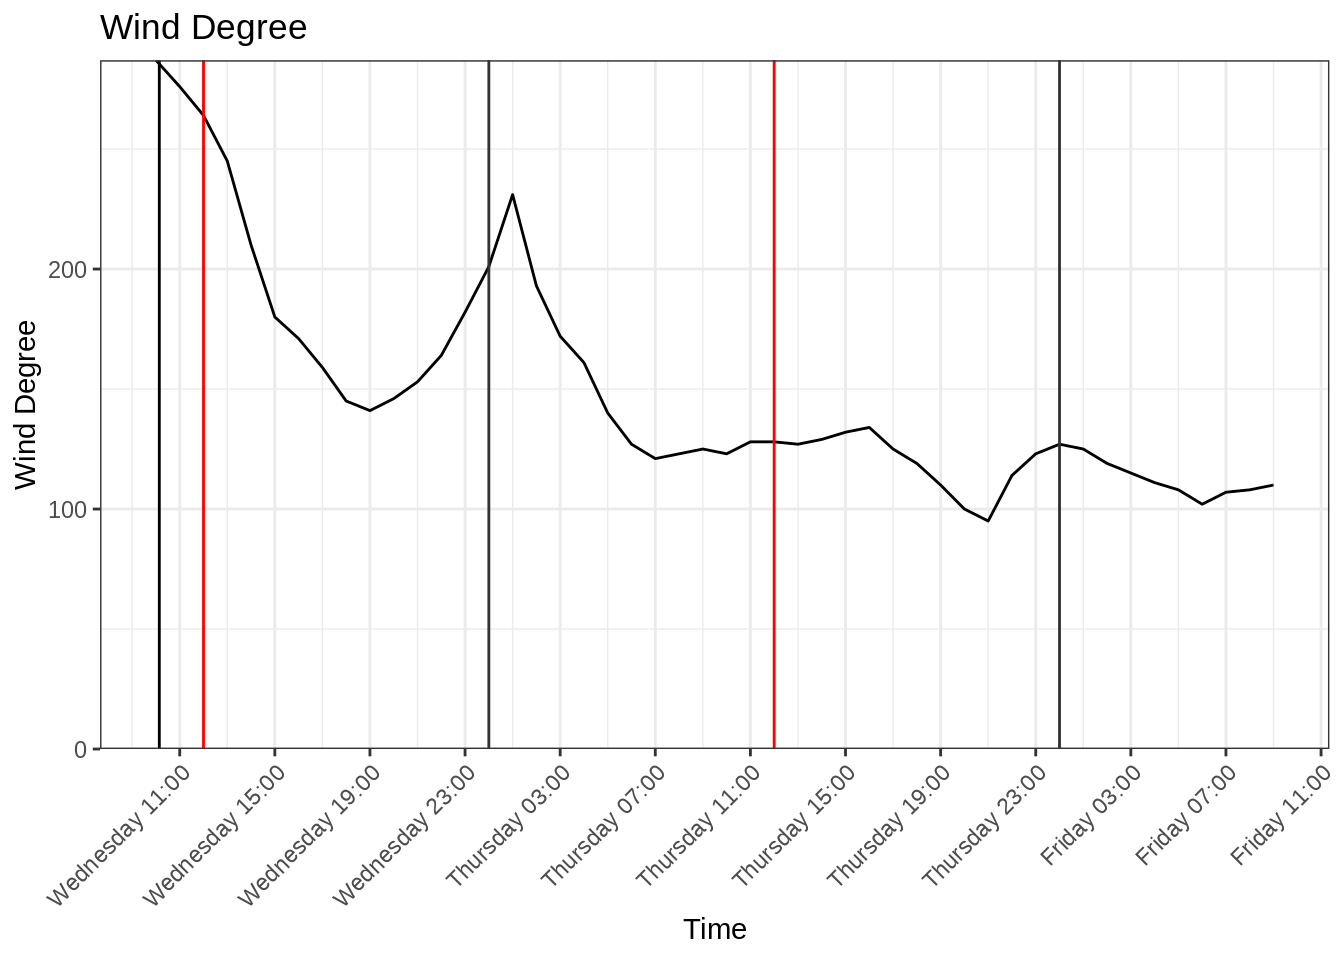 Wind Degree
Wind Degree
200
100
0
Wednesday 11:00
Wednesday 15:00
Wednesday 19:00
Wednesday 23:00
Thursday 03:00
Thursday 07:00
Thursday 11:00
Thursday 15:00
Thursday 19:00
Thursday 23:00
Friday 03:00
Friday 07:00
Friday 11:00
Time